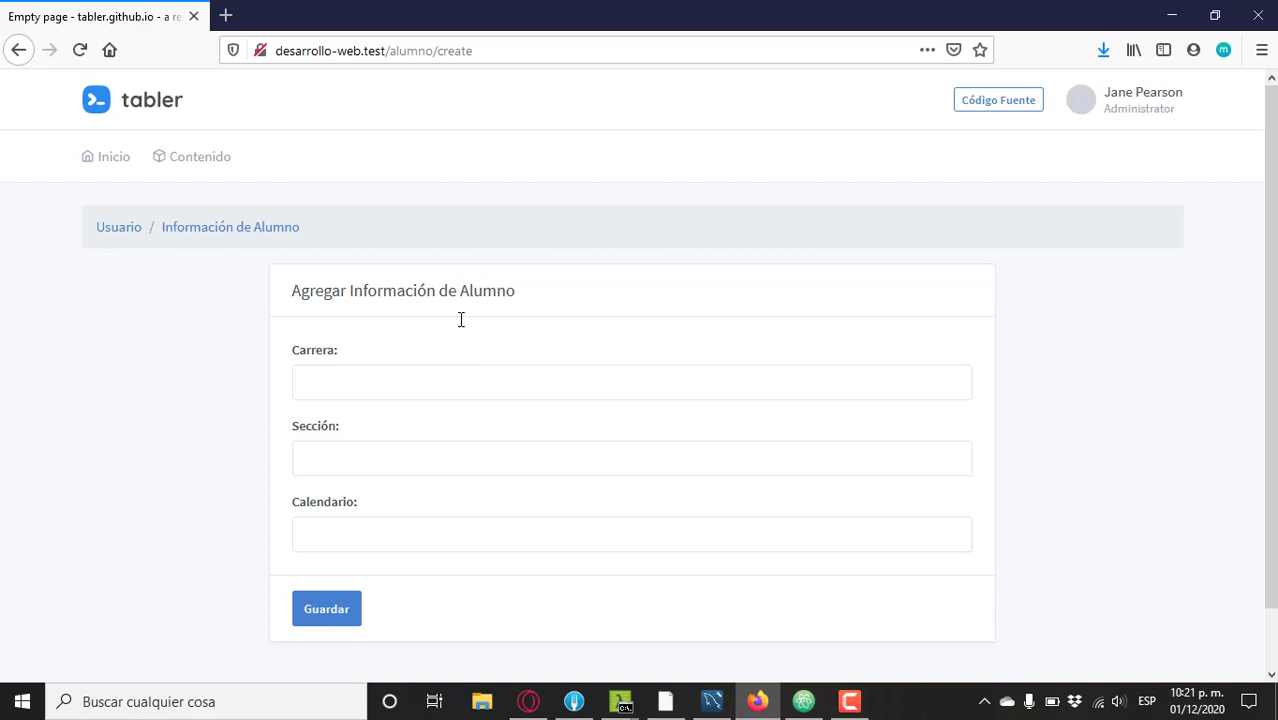 Empty page - tabler.github.io - a re
desarrollo-web.test/alumno/create
m
tabler
Código Fuente
Jane Pearson
Administrator
Inicio
Contenido
Usuario / Información de Alumno
Agregar Información de Alumno
Carrera:
Sección:
Calendario:
Guardar
Buscar cualquier cosa
ESP
10:21 p. m.
01/12/2020